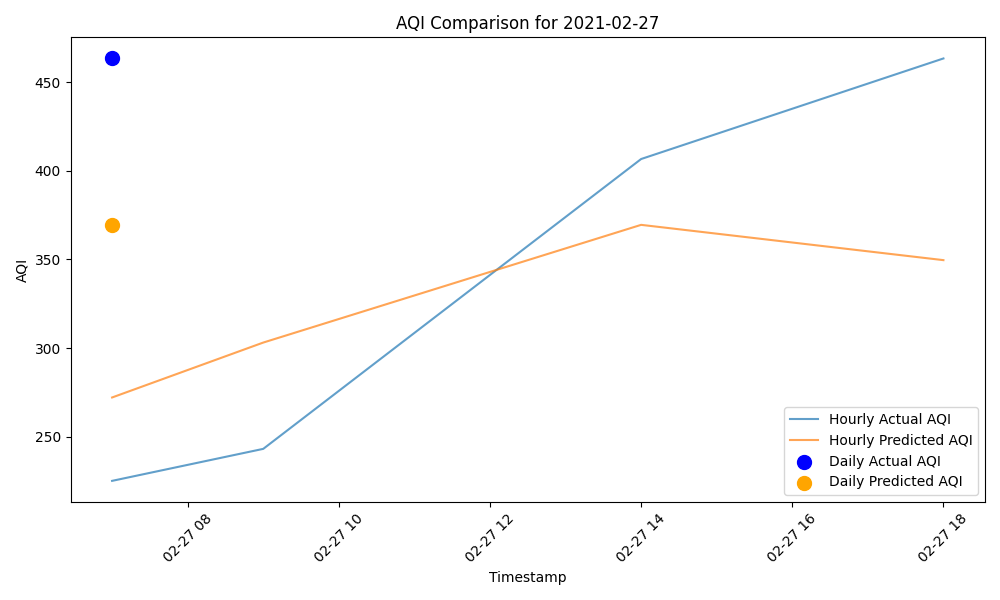 AQI Comparison for 2021-02-27
AQI
450
400
350
300
250
02-27 08
02-27 10
02-27 12
02-27 14
02-27 16
02-27 18
Timestamp
Hourly Actual AQI
Hourly Predicted AQI
Daily Actual AQI
Daily Predicted AQI